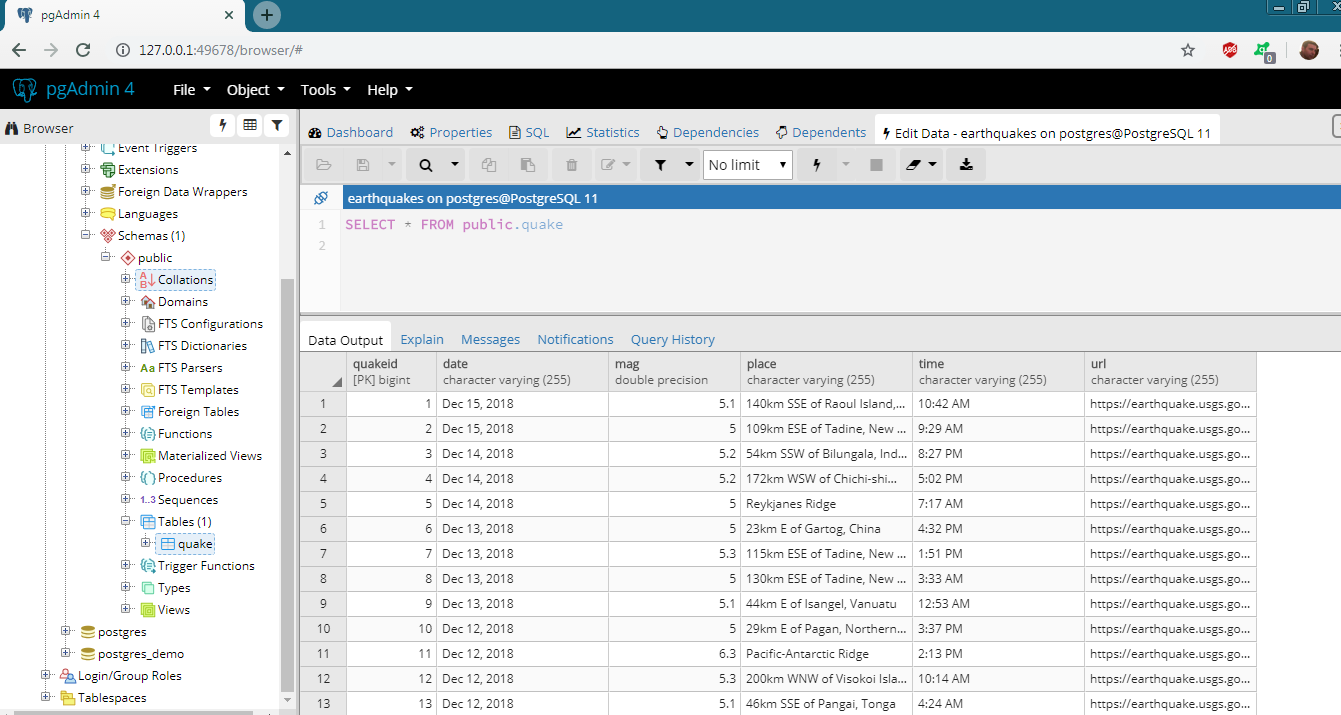 pgAdmin 4
127.0.0.1:49678/browser/#
ABP
0
pgAdmin 4 File Object Tools Help
Browser
Dashboard Properties SQL Statistics Dependencies Dependents Edit Data - earthquakes on postgres@PostgreSQL 11
No limit
earthquakes on postgres@PostgreSQL 11
1 SELECT * FROM public.quake
2
Event Triggers
Extensions
Foreign Data Wrappers
Languages
Schemas (1)
public
Collations
Domains
FTS Configurations
FTS Dictionaries
Aa FTS Parsers
FTS Templates
Foreign Tables
Functions
Materialized Views
Procedures
1..3 Sequences
Tables (1)
quake
Trigger Functions
Types
Views
postgres
postgres_demo
Login/Group Roles
Tablespaces
Data Output Explain Messages Notifications Query History
quakeid date mag place time url
[PK] bigint character varying (255) double precision character varying (255) character varying (255) character varying (255)
1 1 Dec 15, 2018 5.1 140km SSE of Raoul Island,... 10:42 AM https://earthquake.usgs.go...
2 2 Dec 15, 2018 5 109km ESE of Tadine, New ... 9:29 AM https://earthquake.usgs.go...
3 3 Dec 14, 2018 5.2 54km SSW of Bilungala, Ind... 8:27 PM https://earthquake.usgs.go...
4 4 Dec 14, 2018 5.2 172km WSW of Chichi-shi... 5:02 PM https://earthquake.usgs.go...
5 5 Dec 14, 2018 5 Reykjanes Ridge 7:17 AM https://earthquake.usgs.go...
6 6 Dec 13, 2018 5 23km E of Gartog, China 4:32 PM https://earthquake.usgs.go...
7 7 Dec 13, 2018 5.3 115km ESE of Tadine, New ... 1:51 PM https://earthquake.usgs.go...
8 8 Dec 13, 2018 5 130km ESE of Tadine, New ... 3:33 AM https://earthquake.usgs.go...
9 9 Dec 13, 2018 5.1 44km E of Isangel, Vanuatu 12:53 AM https://earthquake.usgs.go...
10 10 Dec 12, 2018 5 29km E of Pagan, Northern... 3:37 PM https://earthquake.usgs.go...
11 11 Dec 12, 2018 6.3 Pacific-Antarctic Ridge 2:13 PM https://earthquake.usgs.go...
12 12 Dec 12, 2018 5.3 200km WNW of Visokoi Isla... 10:14 AM https://earthquake.usgs.go...
13 13 Dec 12, 2018 5.1 46km SSE of Pangai, Tonga 4:24 AM https://earthquake.usgs.go...